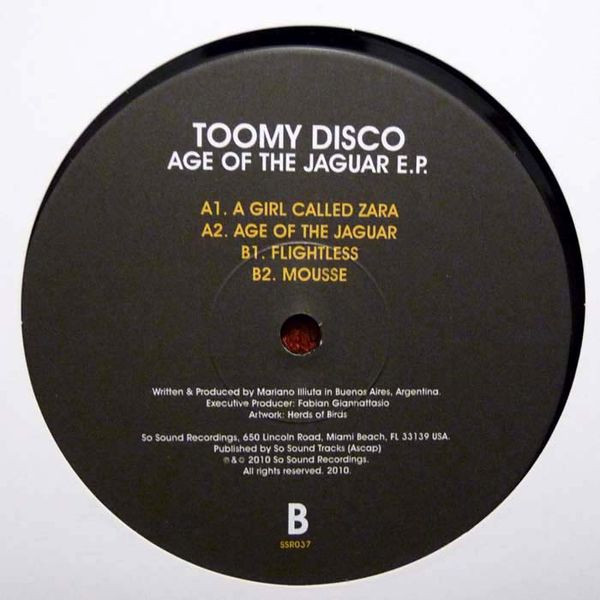 TOOMY DISCO
AGE OF THE JAGUAR E.P.
A1. A GIRL CALLED ZARA
A2. AGE OF THE JAGUAR
B1. FLIGHTLESS
B2. MOUSSE
Written & Produced by Mariano Illiuta in Buenos Aires, Argentina.
Executive Producer: Fabian Giannattasio
Artwork: Herds of Birds
So Sound Recordings, 650 Lincoln Road, Miami Beach, FL 33139 USA.
Published by So Sound Tracks (Ascap)
℗ & © 2010 So Sound Recordings.
All rights reserved. 2010.
B
SSR037